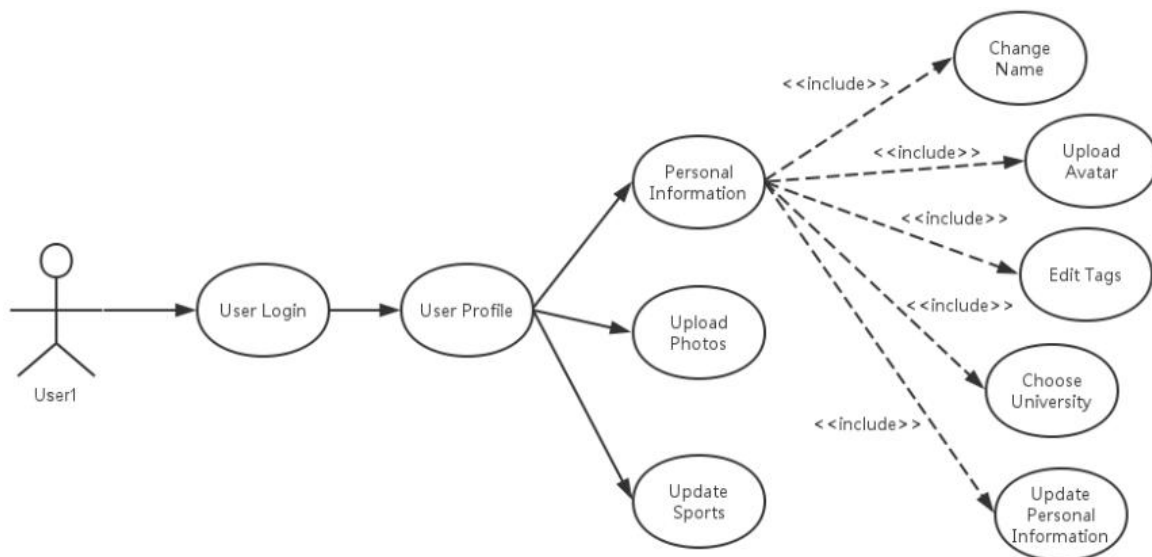 Change
Name
<<include>>
<<include>>
Upload
Avatar
Personal
Information
<<include>>
Edit Tags
User Login
User Profile
<<include>>
Upload
Photos
Choose
University
User1
<<include>>
Update
Sports
Update
Personal
Information